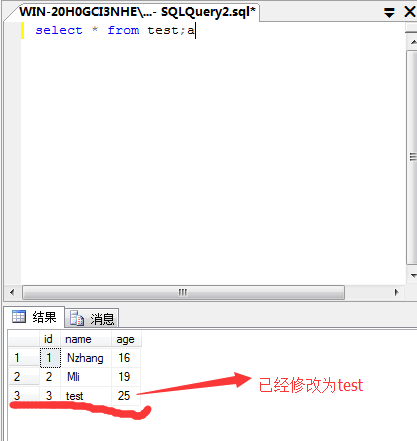 WIN-20H0GCI3NHE\...- SQLQuery2.sql*
select * from test;a
结果 消息
id name age
1 1 Nzhang 16
2 2 Mli 19
3 3 test 25
已经修改为test